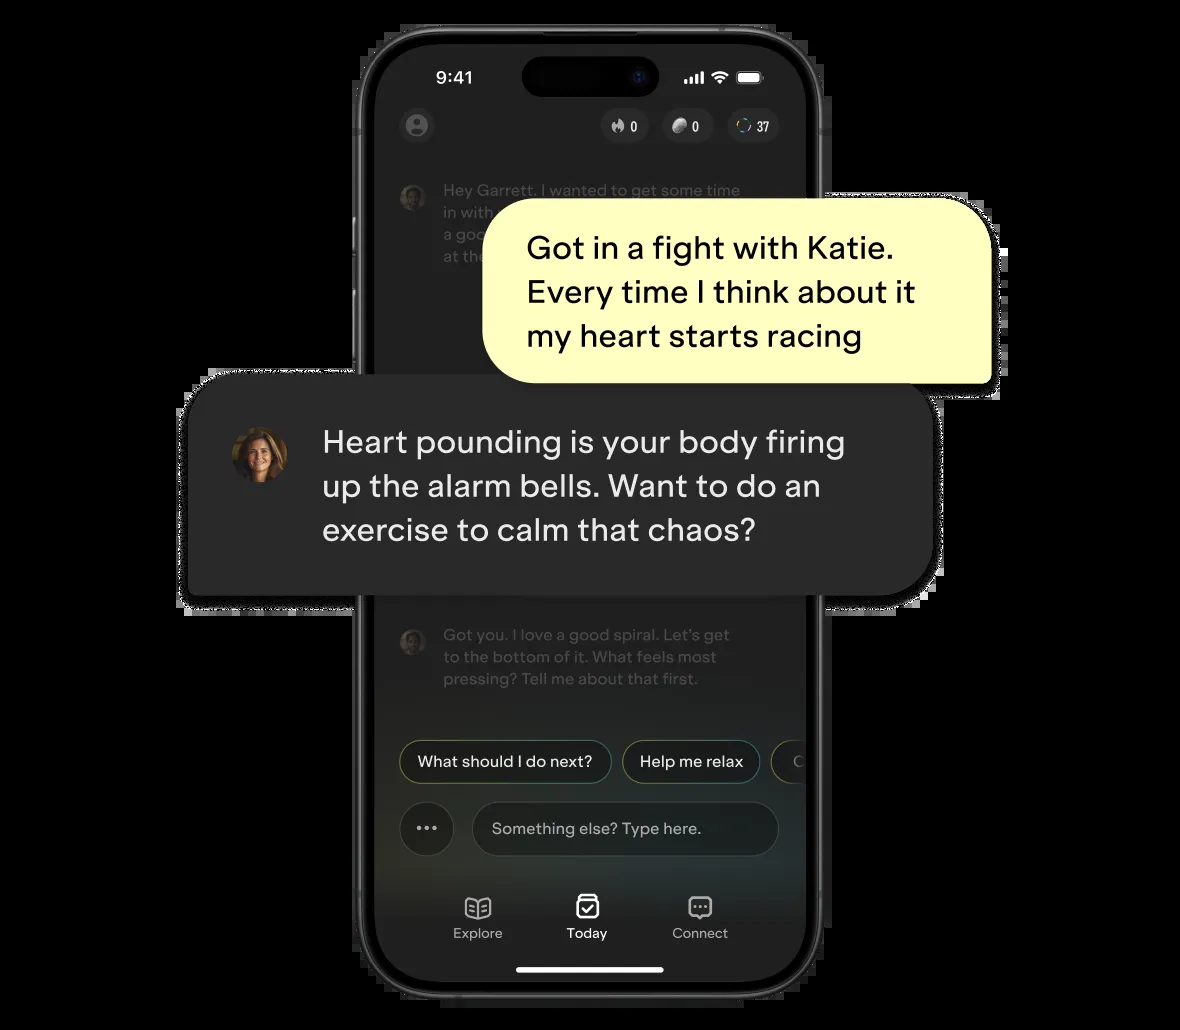 9:41
0
0
37
Hey Garrett. I wanted to get some time
in with
a goo
at the
Got in a fight with Katie.
Every time I think about it
my heart starts racing
Heart pounding is your body firing
up the alarm bells. Want to do an
exercise to calm that chaos?
Got you. I love a good spiral. Let's get
to the bottom of it. What feels most
pressing? Tell me about that first.
What should I do next?
Help me relax
C
Something else? Type here.
Explore
Today
Connect